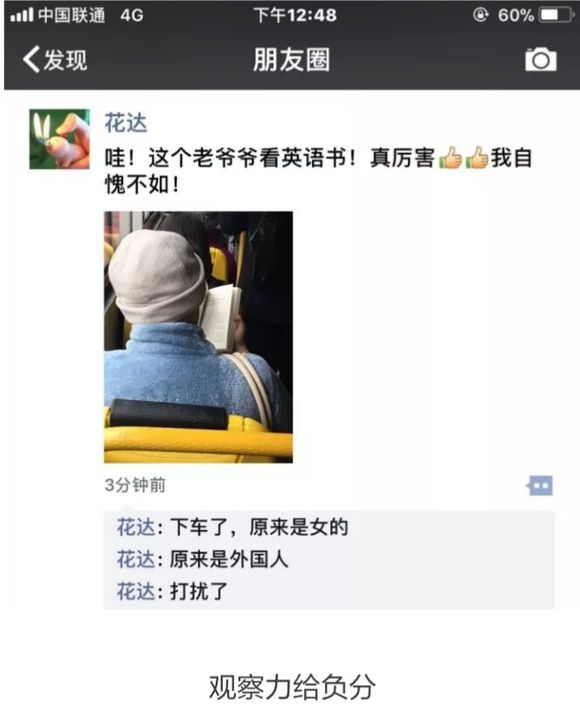 中国联通 4G 下午12:48 60%
发现 朋友圈
花达
哇！这个老爷爷看英语书！真厉害👍👍我自
愧不如！
3分钟前
花达: 下车了，原来是女的
花达: 原来是外国人
花达: 打扰了
观察力给负分